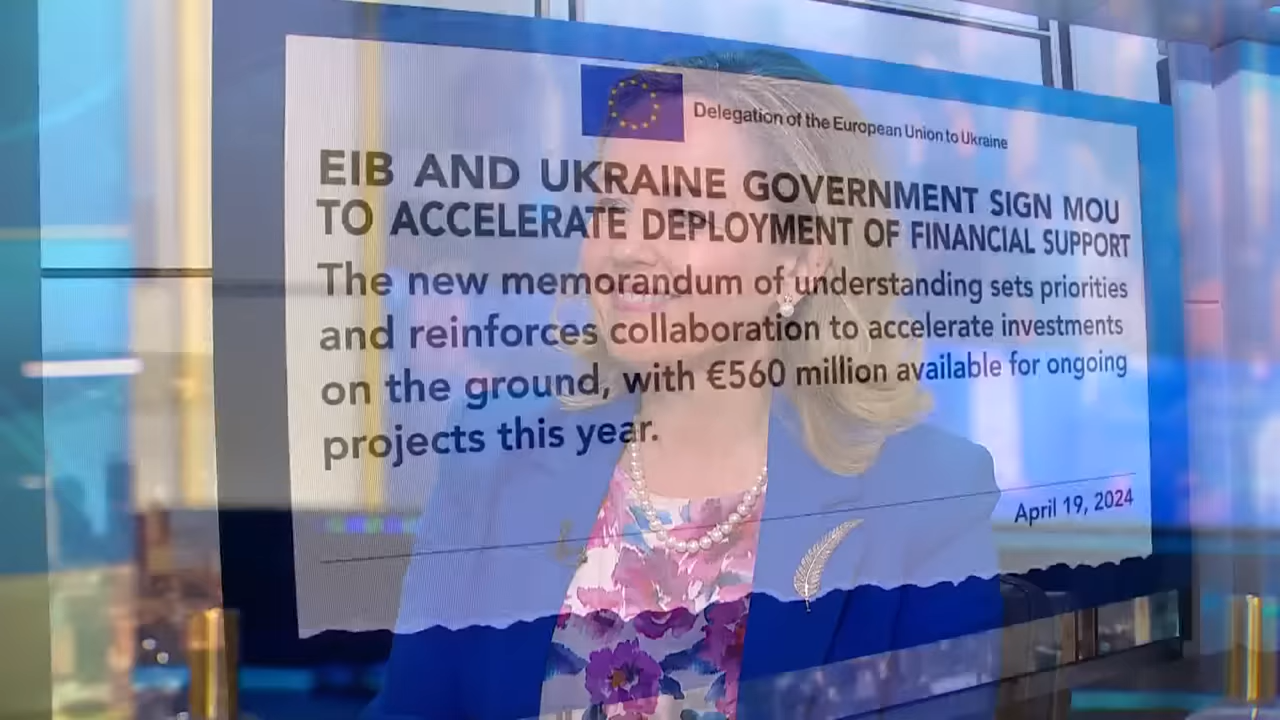 Delegation of the European Union to Ukraine
EIB AND UKRAINE GOVERNMENT SIGN MOU
TO ACCELERATE DEPLOYMENT OF FINANCIAL SUPPORT
The new memorandum of understanding sets priorities
and reinforces collaboration to accelerate investments
on the ground, with €560 million available for ongoing
projects this year.
April 19, 2024